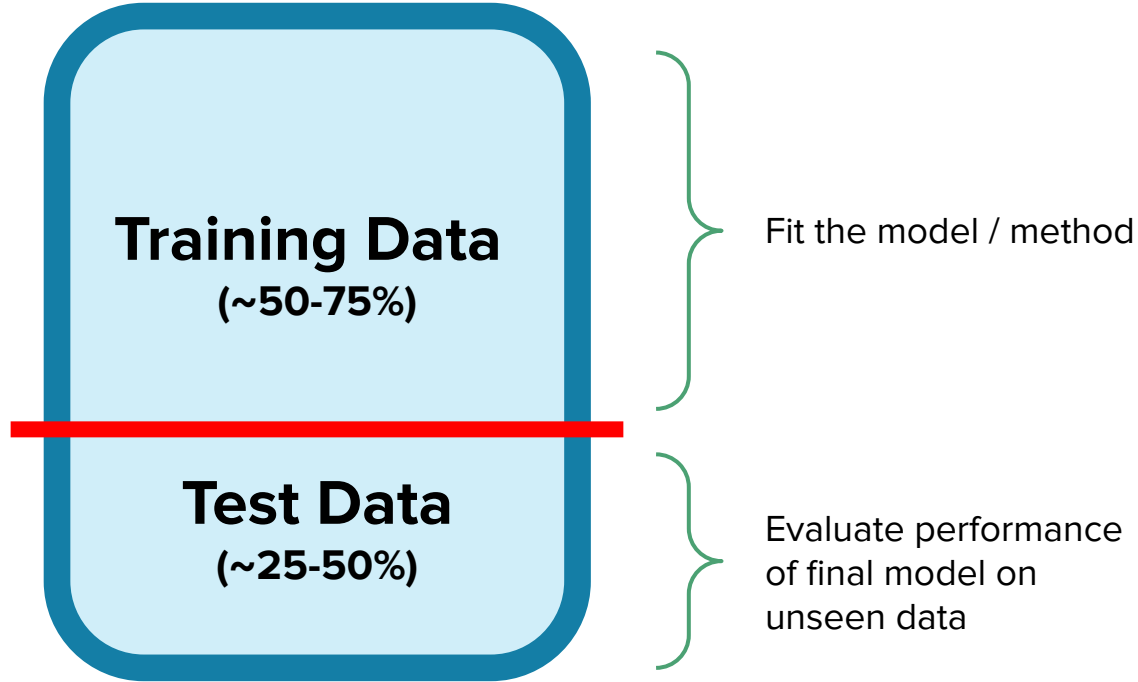 Training Data
(~50-75%)
Fit the model / method
Test Data
(~25-50%)
Evaluate performance
of final model on
unseen data